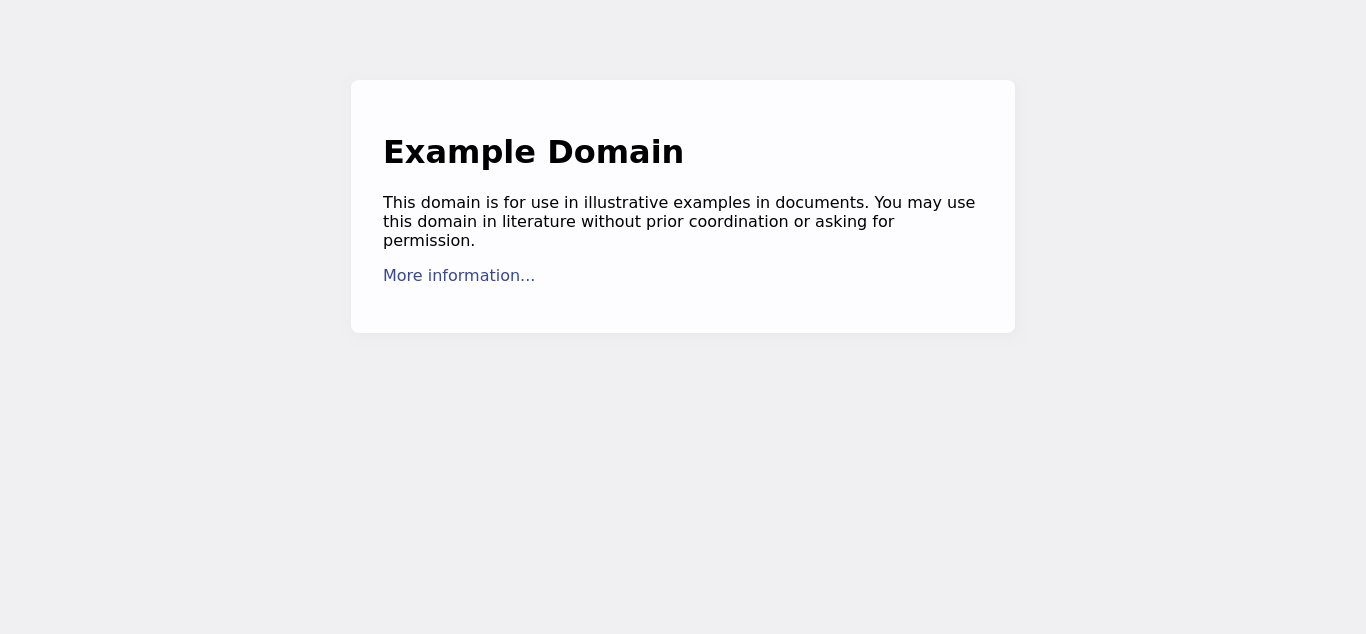 Example Domain
This domain is for use in illustrative examples in documents. You may use
this domain in literature without prior coordination or asking for
permission.
More information...